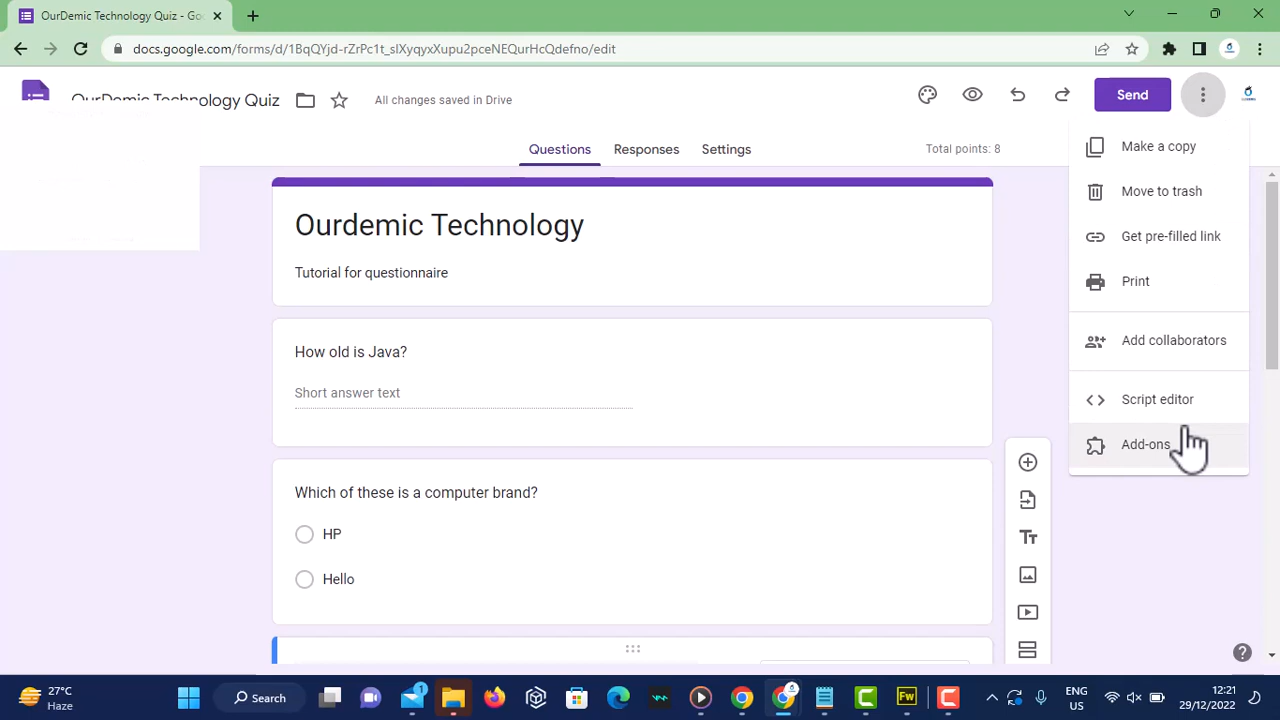 OurDemic Technology Quiz - Goo
docs.google.com/forms/d/1BqQYjd-rZrPc1t_slXyqyxXupu2pceNEQurHcQdefno/edit
OurDemic Technology Quiz
All changes saved in Drive
Send
Questions
Responses
Settings
Total points: 8
Make a copy
Move to trash
Get pre-filled link
Print
Add collaborators
Script editor
Add-ons
Ourdemic Technology
Tutorial for questionnaire
How old is Java?
Short answer text
Which of these is a computer brand?
HP
Hello
27°C
Haze
Search
1
Fw
ENG
US
12:21
29/12/2022